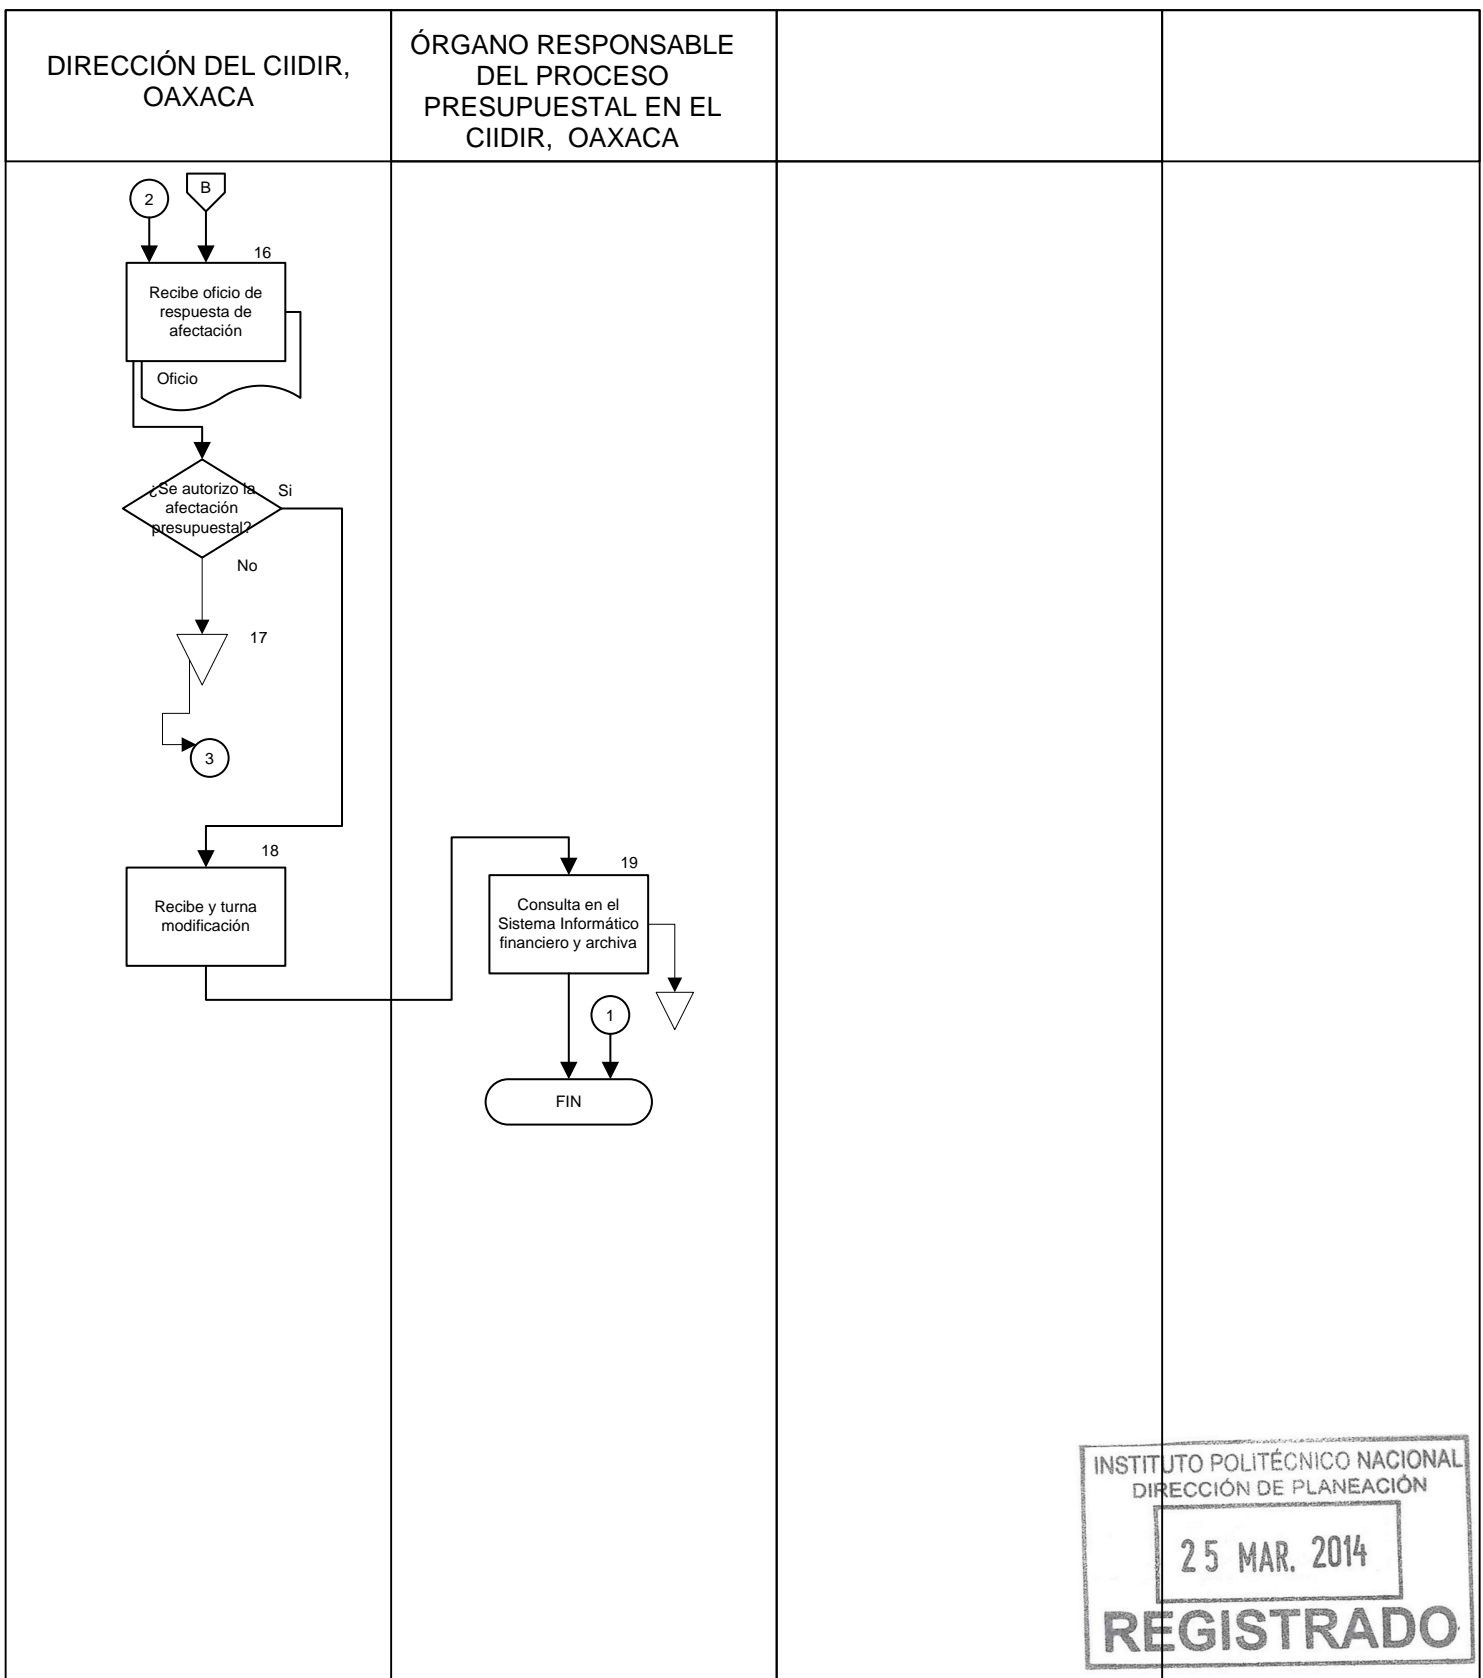 DIRECCIÓN DEL CIIDIR,
OAXACA
ÓRGANO RESPONSABLE
DEL PROCESO
PRESUPUESTAL EN EL
CIIDIR, OAXACA
2
B
16
Recibe oficio de
respuesta de
afectación
Oficio
¿Se autorizo la
afectación
presupuestal?
Si
No
17
3
18
Recibe y turna
modificación
19
Consulta en el
Sistema Informático
financiero y archiva
1
FIN
INSTITUTO POLITÉCNICO NACIONAL
DIRECCIÓN DE PLANEACIÓN
25 MAR. 2014
REGISTRADO